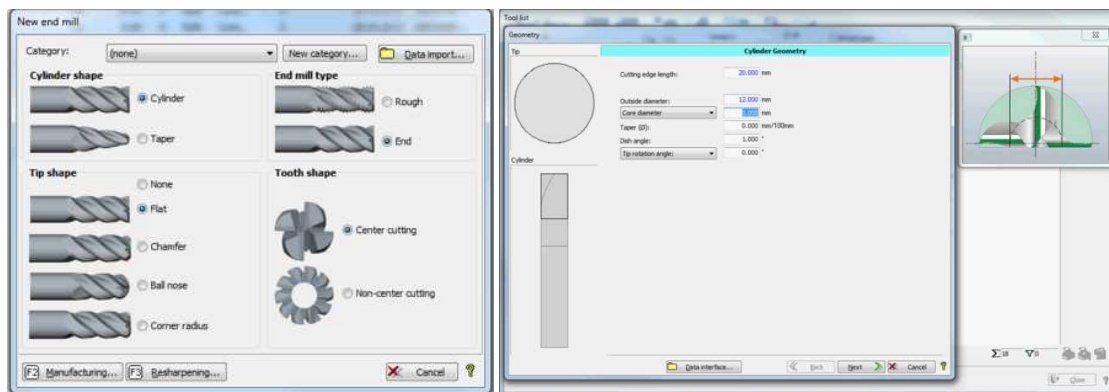 New end mill
Category:
(none)
New category...
Data import...
Cylinder shape
Cylinder
Taper
End mill type
Rough
End
Tip shape
None
Flat
Chamfer
Ball nose
Corner radius
Tooth shape
Center cutting
Non-center cutting
F2 Manufacturing...
F3 Resharpening...
Cancel
Tool list
Geometry
Tip
Cylinder
Cylinder Geometry
Cutting edge length: 20.000 mm
Outside diameter: 12.000 mm
Core diameter mm
Taper (Ø): 0.000 mm/100mm
Dish angle: 1.000 °
Tip rotation angle: 0.000 °
Data interface...
Back
Next
Cancel
Close